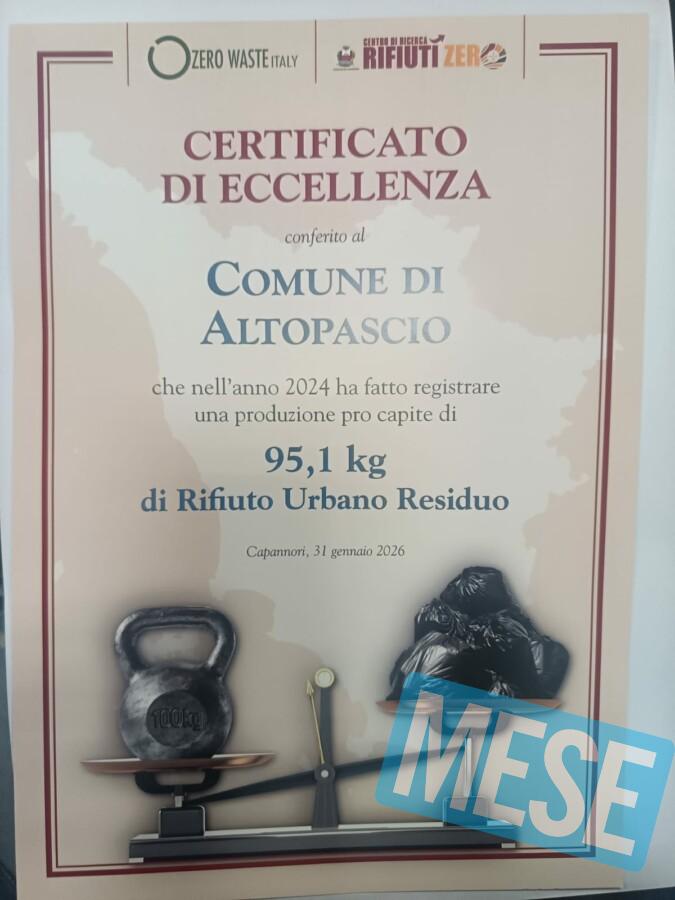 ZERO WASTE ITALY
CENTRO DI RICERCA
RIFIUTI ZERO
CERTIFICATO
DI ECCELLENZA
conferito al
COMUNE DI
ALTOPASCIO
che nell'anno 2024 ha fatto registrare
una produzione pro capite di
95,1 kg
di Rifiuto Urbano Residuo
Capannori, 31 gennaio 2026
100kg
MESE